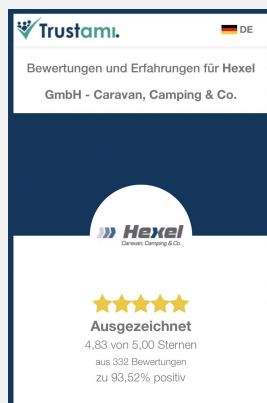 Trustami.
DE
Bewertungen und Erfahrungen für Hexel
GmbH - Caravan, Camping & Co.
Hexel
Caravan, Camping & Co.
Ausgezeichnet
4,83 von 5,00 Sternen
aus 332 Bewertungen
zu 93,52% positiv